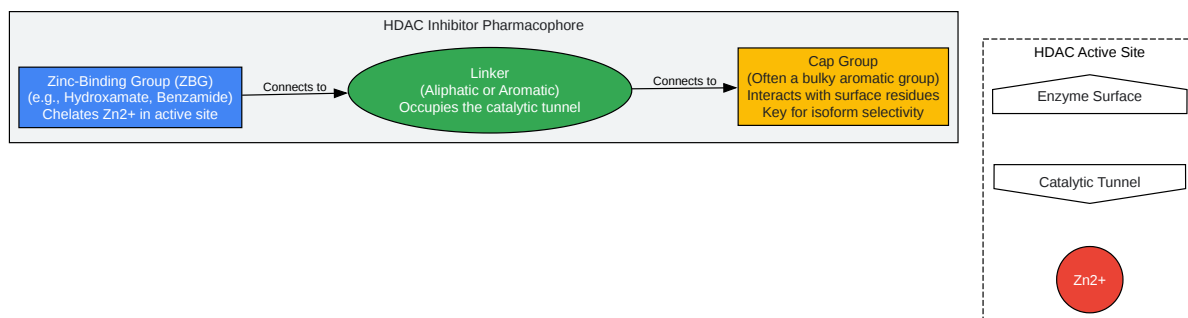 HDAC Inhibitor Pharmacophore
Zinc-Binding Group (ZBG)
(e.g., Hydroxamate, Benzamide)
Chelates Zn2+ in active site
Connects to
Linker
(Aliphatic or Aromatic)
Occupies the catalytic tunnel
Connects to
Cap Group
(Often a bulky aromatic group)
Interacts with surface residues
Key for isoform selectivity
HDAC Active Site
Enzyme Surface
Catalytic Tunnel
Zn2+